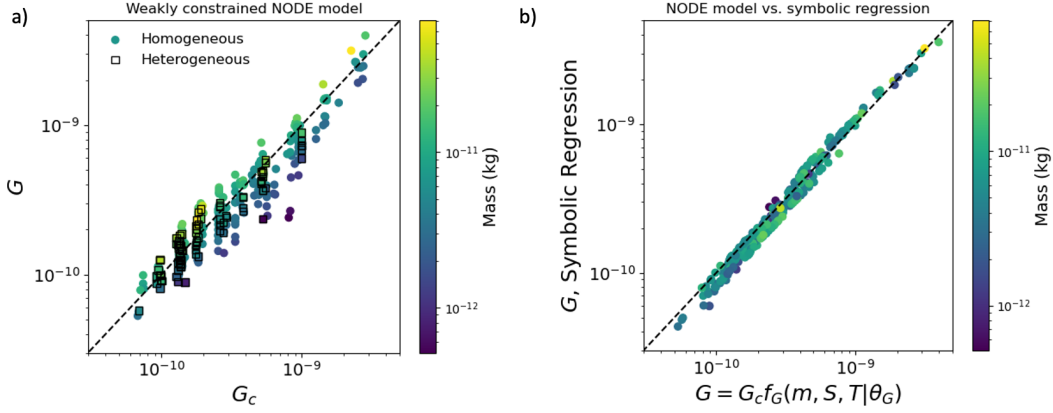 a)
Weakly constrained NODE model
Homogeneous
Heterogeneous
10⁻⁹
10⁻¹⁰
G
10⁻¹⁰
10⁻⁹
G_c
10⁻¹¹
10⁻¹²
Mass (kg)
b)
NODE model vs. symbolic regression
10⁻⁹
10⁻¹⁰
G, Symbolic Regression
10⁻¹⁰
10⁻⁹
G = G_c f_G(m, S, T|θ_G)
10⁻¹¹
10⁻¹²
Mass (kg)